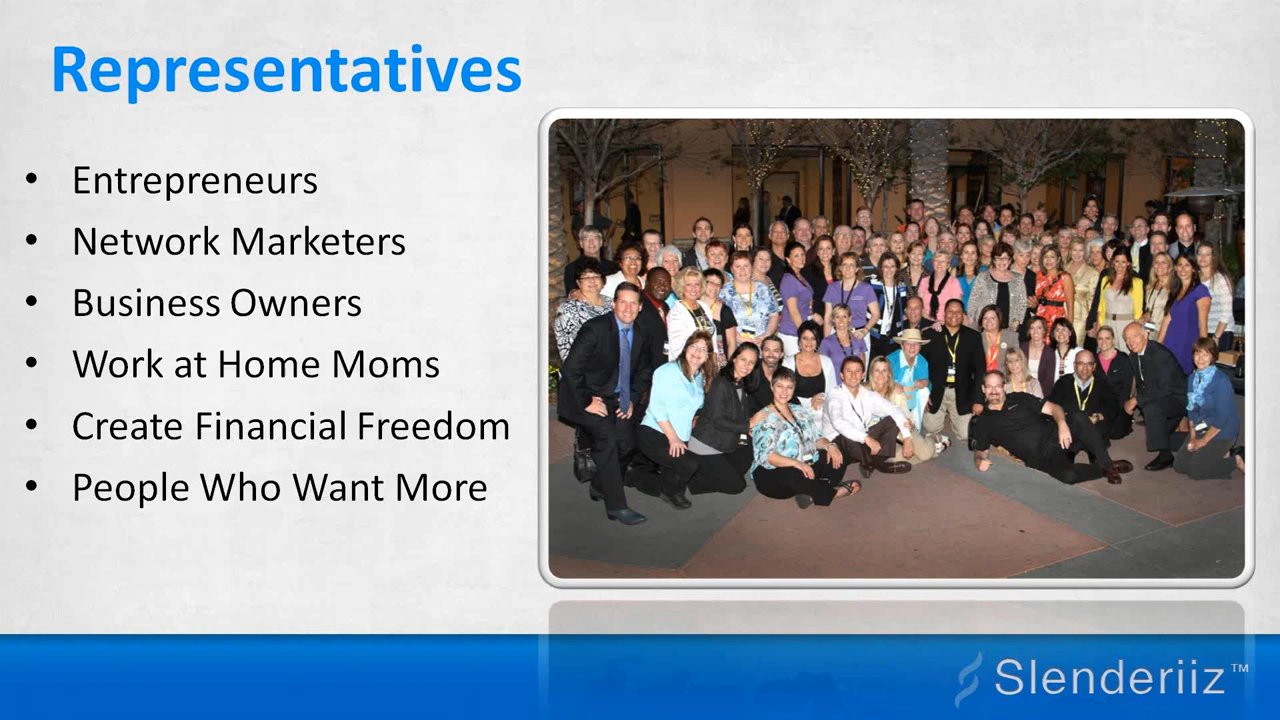 Representatives
• Entrepreneurs
• Network Marketers
• Business Owners
• Work at Home Moms
• Create Financial Freedom
• People Who Want More
Slenderiiz™